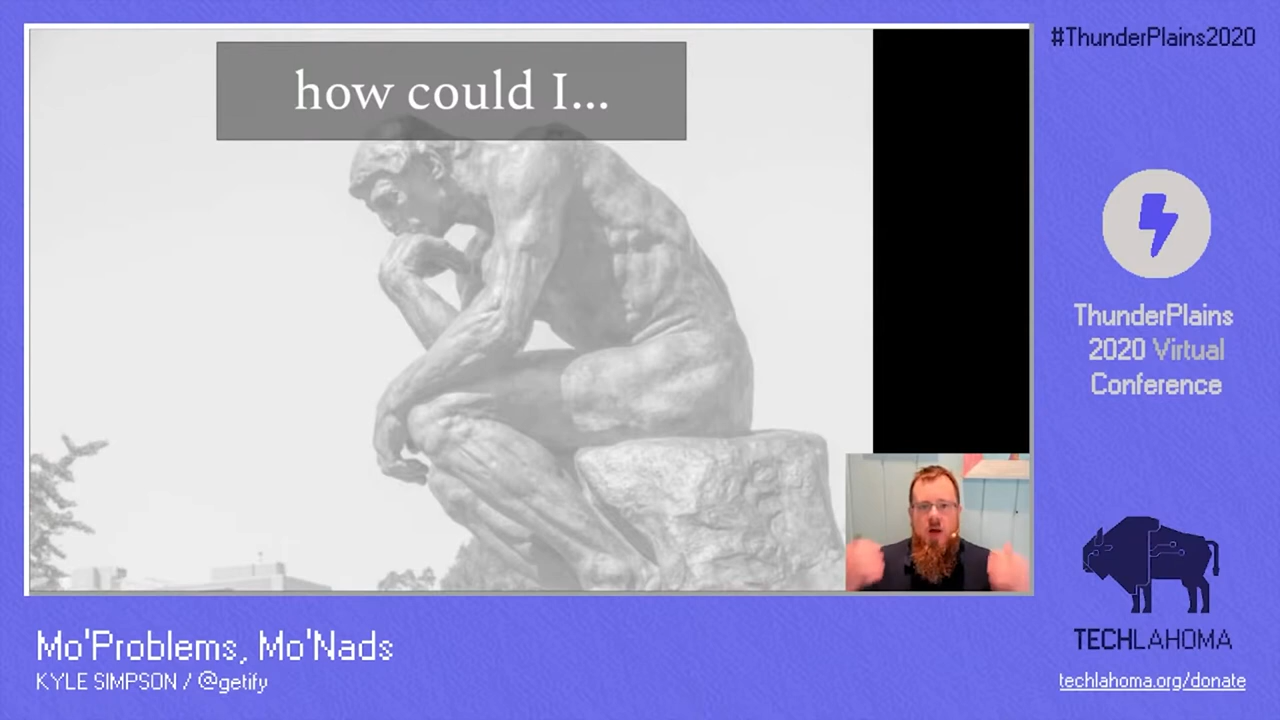 how could I...
#ThunderPlains2020
ThunderPlains
2020 Virtual
Conference
TECHLAHOMA
techlahoma.org/donate
Mo'Problems, Mo'Nads
KYLE SIMPSON / @getify